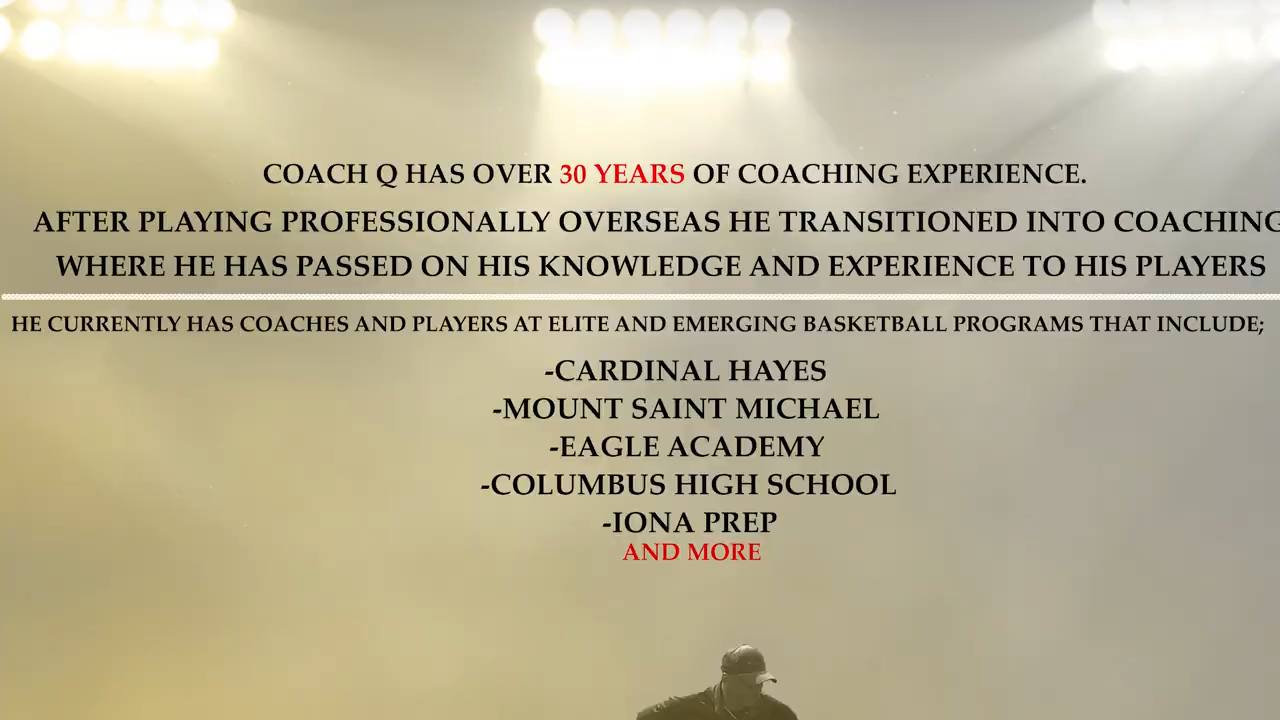 COACH Q HAS OVER 30 YEARS OF COACHING EXPERIENCE.
AFTER PLAYING PROFESSIONALLY OVERSEAS HE TRANSITIONED INTO COACHING
WHERE HE HAS PASSED ON HIS KNOWLEDGE AND EXPERIENCE TO HIS PLAYERS
HE CURRENTLY HAS COACHES AND PLAYERS AT ELITE AND EMERGING BASKETBALL PROGRAMS THAT INCLUDE;
-CARDINAL HAYES
-MOUNT SAINT MICHAEL
-EAGLE ACADEMY
-COLUMBUS HIGH SCHOOL
-IONA PREP
AND MORE